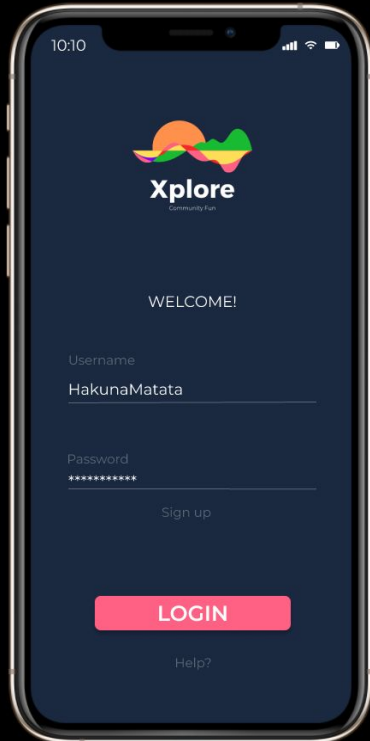 10:10
Xplore
Community Fun
WELCOME!
Username
HakunaMatata
Password
***********
Sign up
LOGIN
Help?